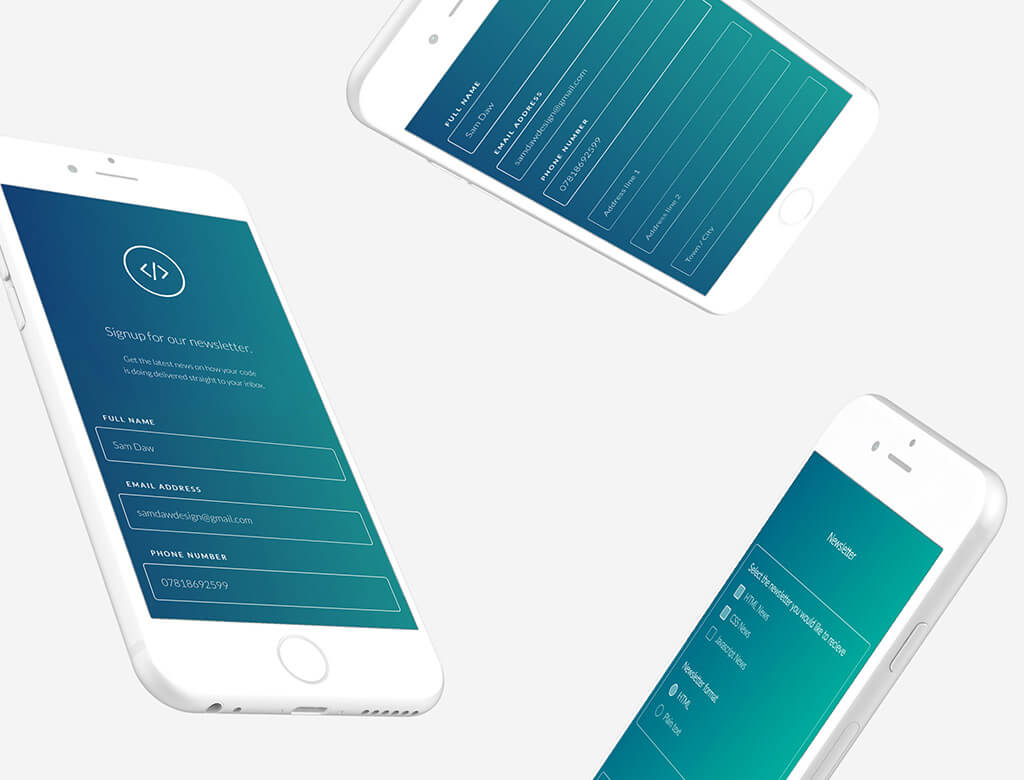 </>
Signup for our newsletter.
Get the latest news on how your code
is doing delivered straight to your inbox.
FULL NAME
Sam Daw
EMAIL ADDRESS
samdawdesign@gmail.com
PHONE NUMBER
07818692599
FULL NAME
Sam Daw
EMAIL ADDRESS
samdawdesign@gmail.com
PHONE NUMBER
07818692599
Address line 1
Address line 2
Town / City
Newsletter
Select the newsletter you would like to recieve
HTML News
CSS News
Javascript News
Newsletter format
HTML
Plain text